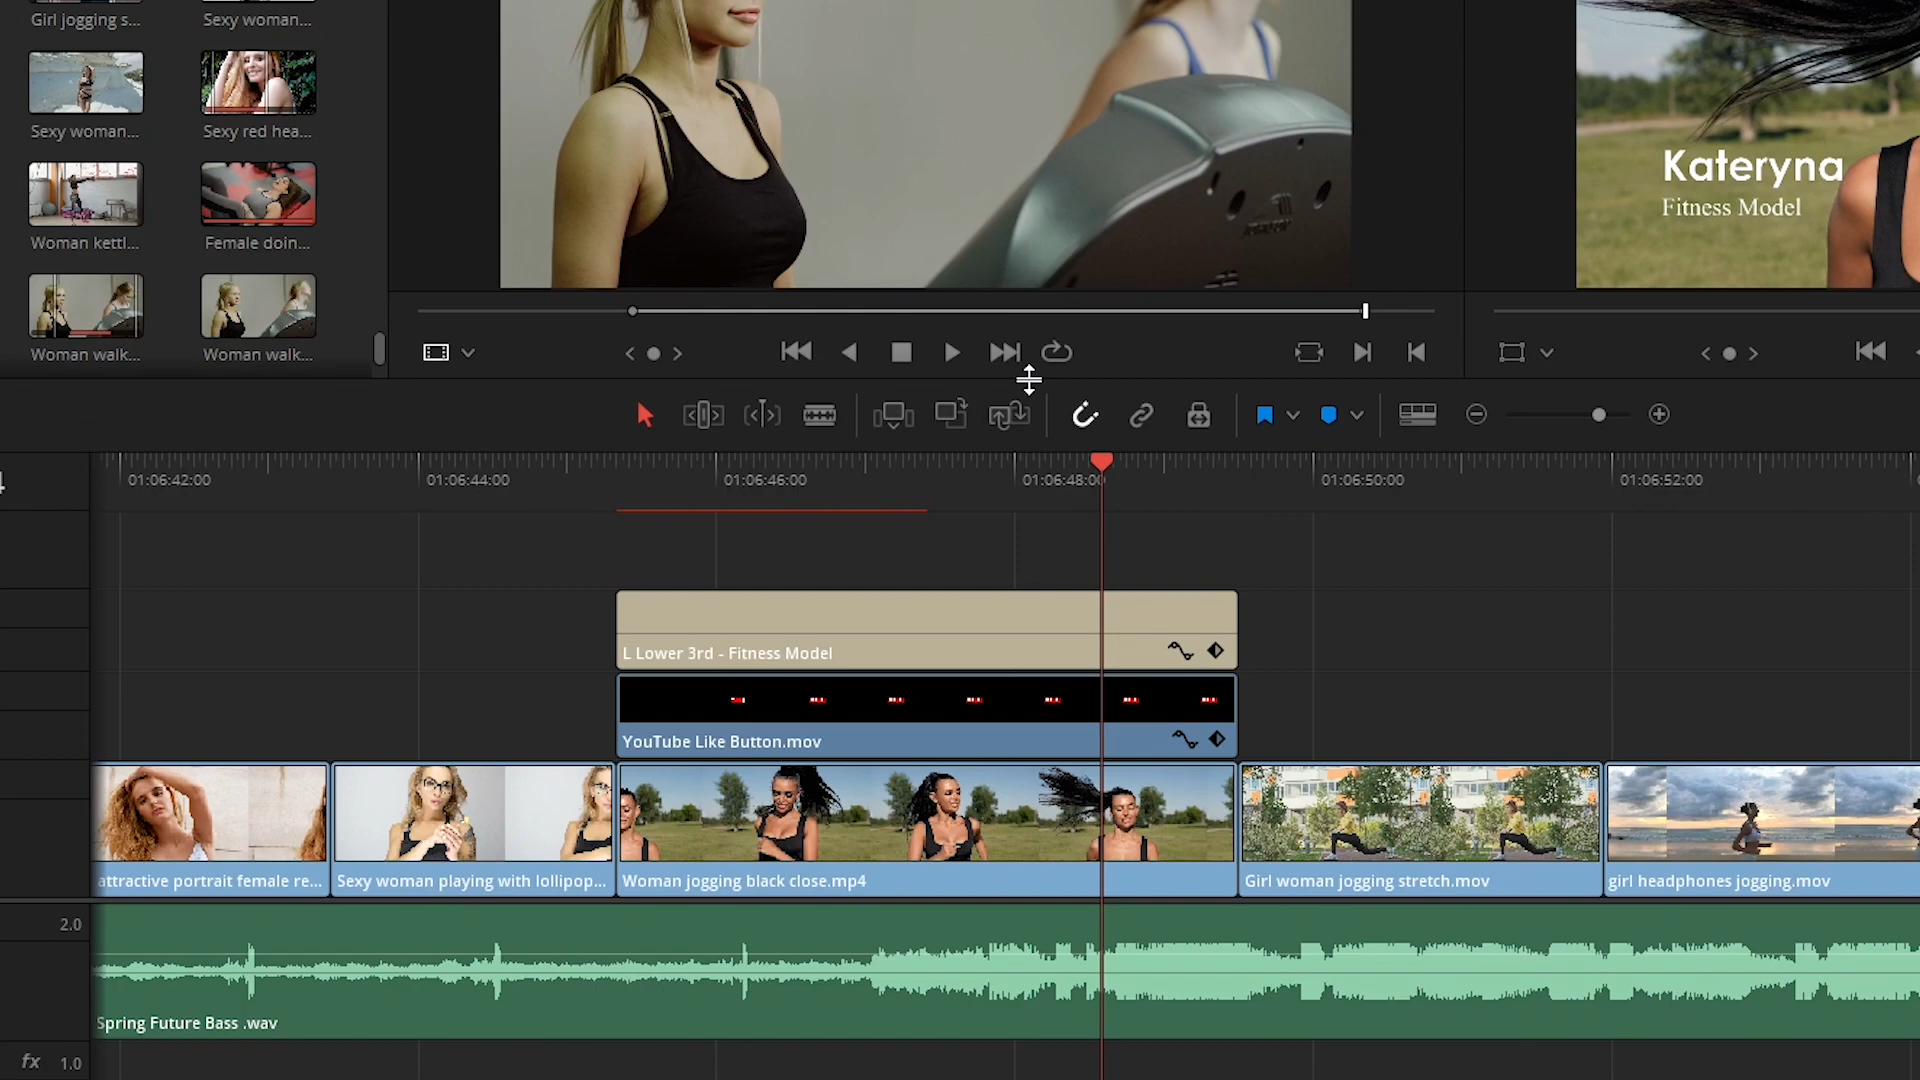 Girl jogging s...
Sexy woman...
Sexy woman...
Sexy red hea...
Woman kettl...
Female doin...
Woman walk...
Woman walk...
Kateryna
Fitness Model
01:06:42:00
01:06:44:00
01:06:46:00
01:06:48:00
01:06:50:00
01:06:52:00
L Lower 3rd - Fitness Model
YouTube Like Button.mov
attractive portrait female re...
Sexy woman playing with lollipop...
Woman jogging black close.mp4
Girl woman jogging stretch.mov
girl headphones jogging.mov
2.0
Spring Future Bass .wav
fx 1.0